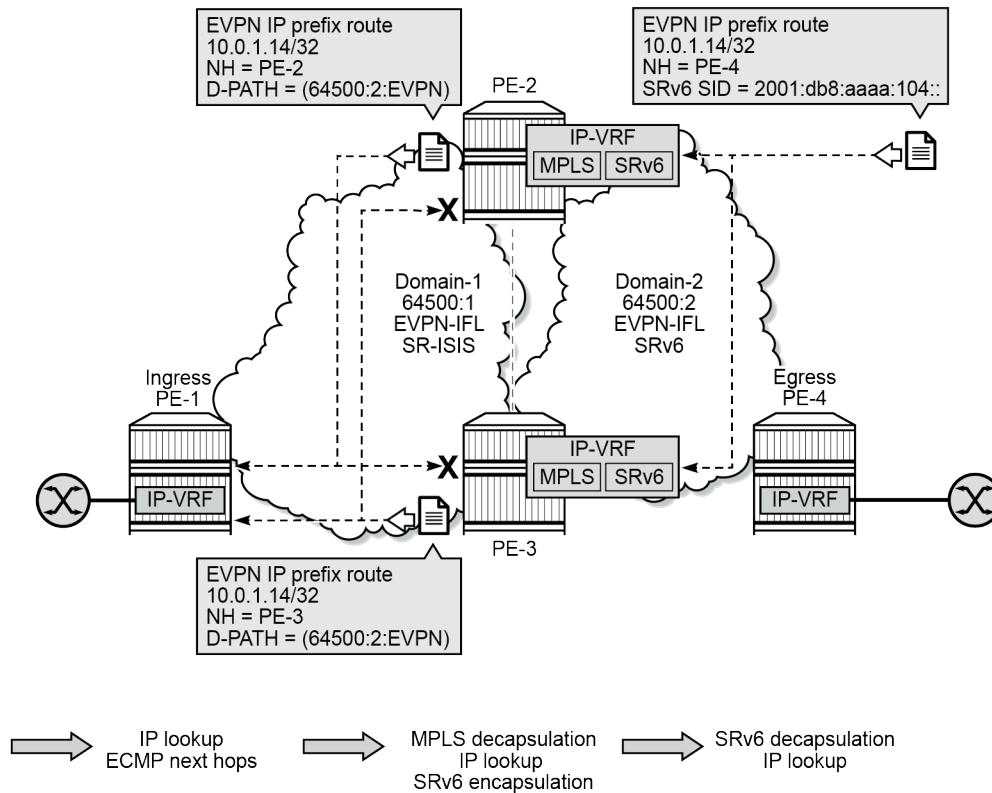 EVPN IP prefix route
10.0.1.14/32
NH = PE-2
D-PATH = (64500:2:EVPN)
EVPN IP prefix route
10.0.1.14/32
NH = PE-4
SRv6 SID = 2001:db8:aaaa:104::
PE-2
IP-VRF
MPLS
SRv6
X
Domain-1
64500:1
EVPN-IFL
SR-ISIS
Domain-2
64500:2
EVPN-IFL
SRv6
Ingress
PE-1
IP-VRF
X
IP-VRF
MPLS
SRv6
PE-3
Egress
PE-4
IP-VRF
EVPN IP prefix route
10.0.1.14/32
NH = PE-3
D-PATH = (64500:2:EVPN)
IP lookup
ECMP next hops
MPLS decapsulation
IP lookup
SRv6 encapsulation
SRv6 decapsulation
IP lookup